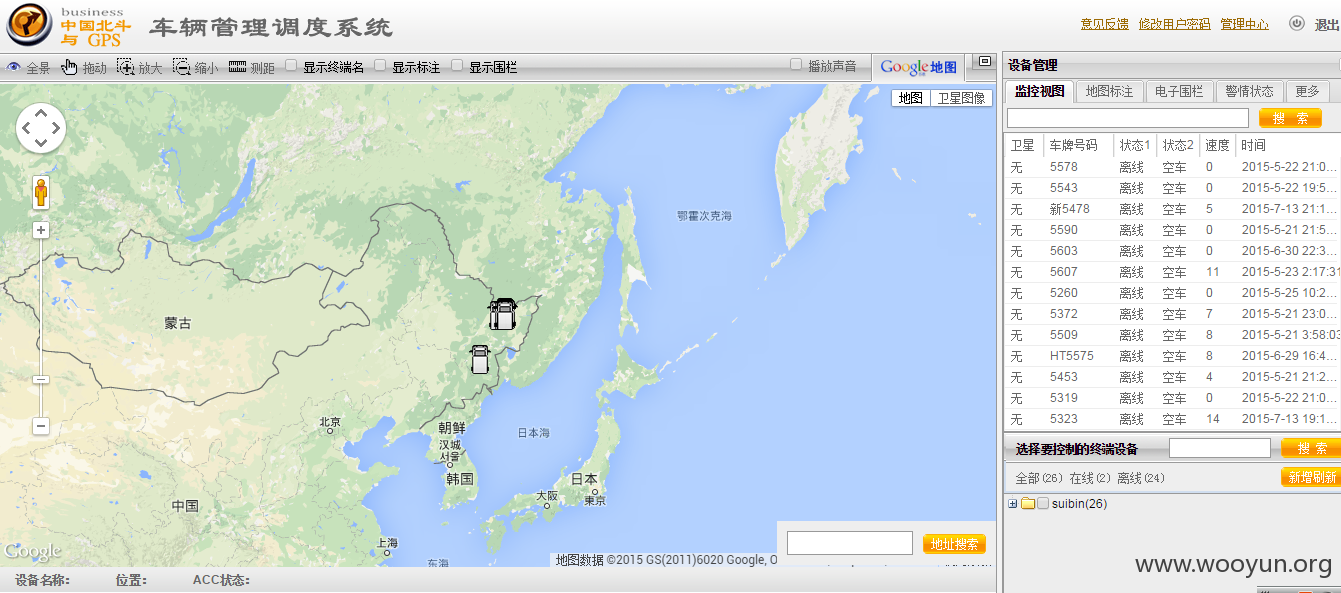 business
中国北斗
与 GPS
车辆管理调度系统
意见反馈 修改用户密码 管理中心 退出
全景 拖动 放大 缩小 测距 显示终端名 显示标注 显示围栏 播放声音 Google地图
地图 卫星图像
鄂霍次克海
蒙古
北京
朝鲜
日本海
汉城
서울
韩国
日本
大阪
東京
中国
上海
东海
Google
地址搜索
地图数据 ©2015 GS(2011)6020 Google,
设备名称: 位置: ACC状态:
设备管理
监控视图 地图标注 电子围栏 警情状态 更多
搜 索
卫星 车牌号码 状态1 状态2 速度 时间
无 5578 离线 空车 0 2015-5-22 21:0...
无 5543 离线 空车 0 2015-5-22 19:5...
无 新5478 离线 空车 5 2015-7-13 21:1...
无 5590 离线 空车 0 2015-5-21 21:5...
无 5603 离线 空车 0 2015-6-30 22:3...
无 5607 离线 空车 11 2015-5-23 2:17:31
无 5260 离线 空车 0 2015-5-25 10:2...
无 5372 离线 空车 7 2015-5-21 23:0...
无 5509 离线 空车 8 2015-5-21 3:58:03
无 HT5575 离线 空车 8 2015-6-29 16:4...
无 5453 离线 空车 4 2015-5-21 21:2...
无 5319 离线 空车 0 2015-5-22 21:0...
无 5323 离线 空车 14 2015-7-13 19:1...
选择要控制的终端设备 搜 索
全部(26) 在线(2) 离线(24) 新增刷新
suibin(26)
www.wooyun.org